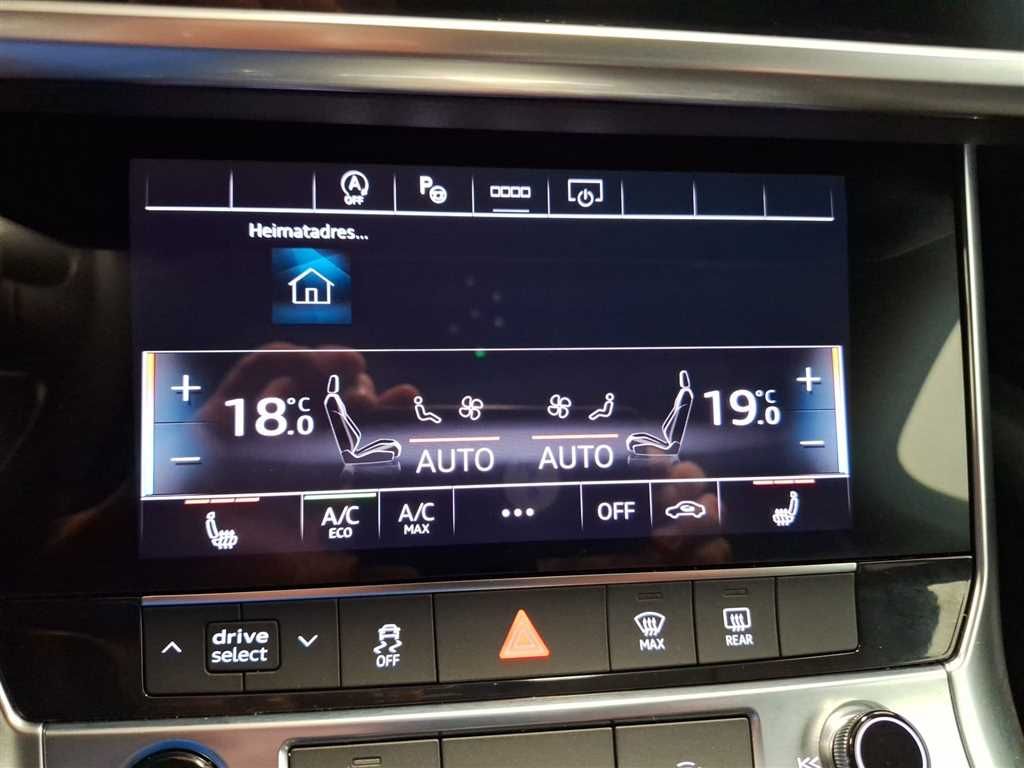 A
OFF
P
Heimatadres...
18.0°C
19.0°C
AUTO
AUTO
A/C
ECO
A/C
MAX
...
OFF
drive
select
OFF
MAX
REAR